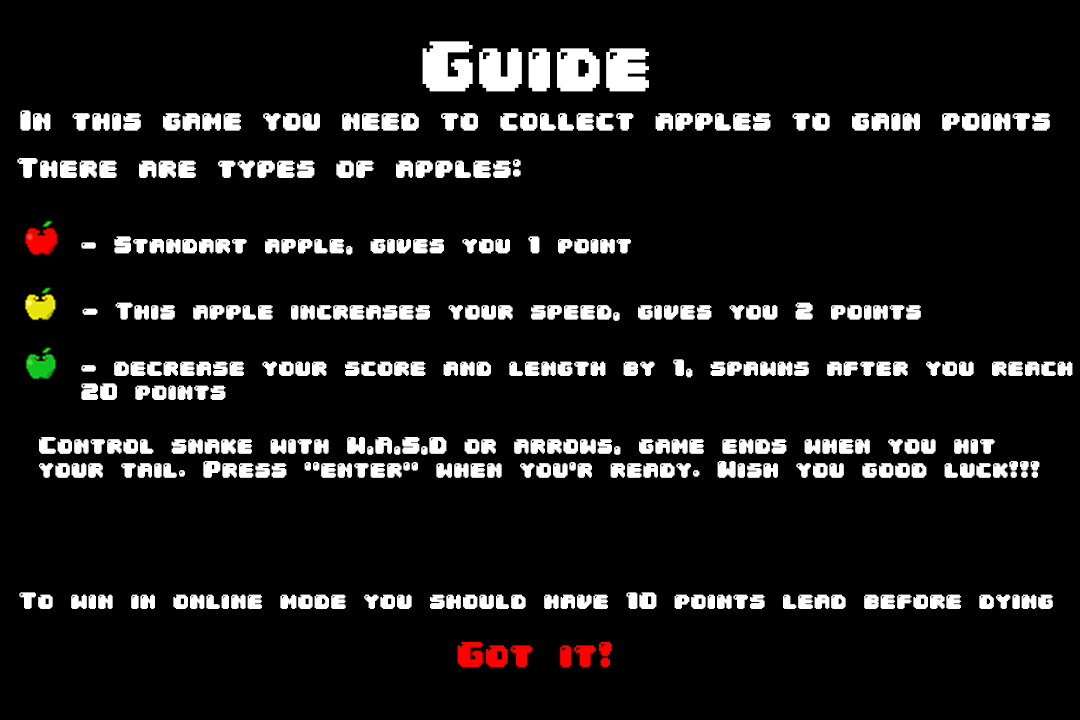 Guide
In this game you need to collect apples to gain points
There are types of apples:
- Standart apple, gives you 1 point
- This apple increases your speed, gives you 2 points
- decrease your score and length by 1, spawns after you reach
20 points
Control snake with W,A,S,D or arrows, game ends when you hit
your tail. Press "enter" when you'r ready. Wish you good luck!!!
To win in online mode you should have 10 points lead before dying
Got it!